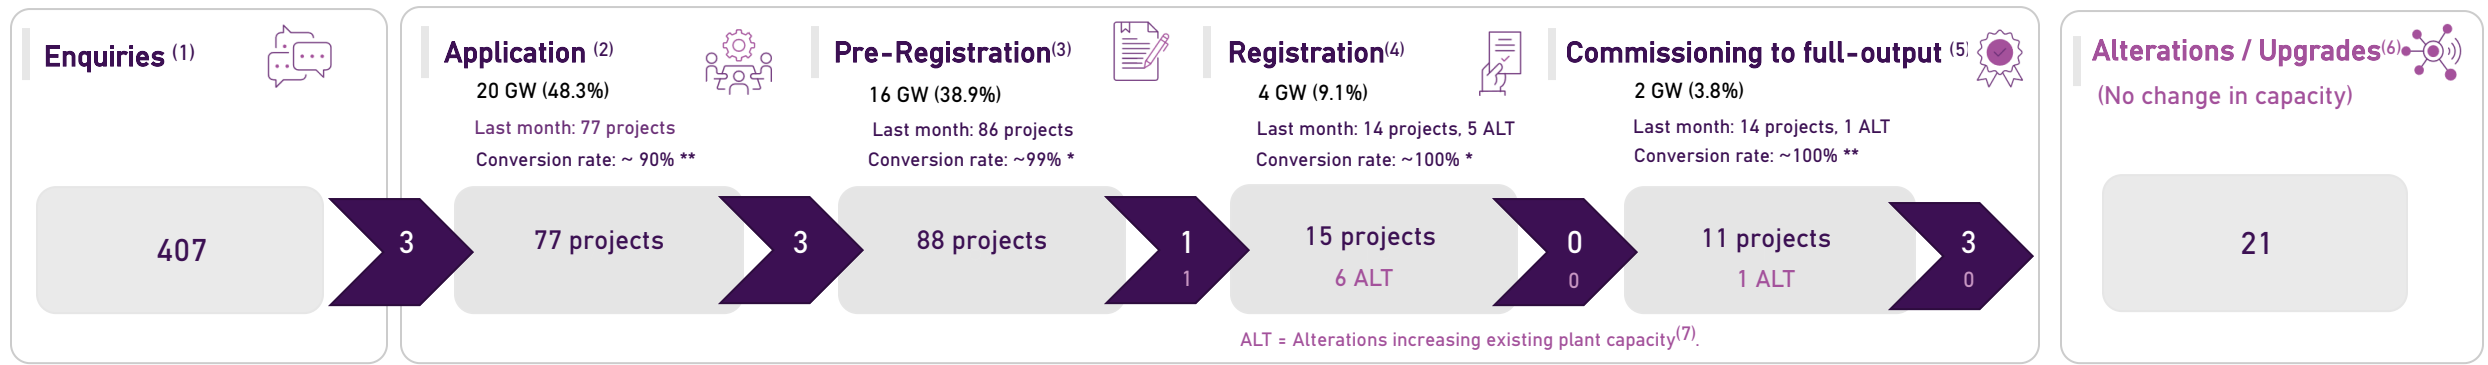 Enquiries (1)
407
3
Application (2)
20 GW (48.3%)
Last month: 77 projects
Conversion rate: ~ 90% **
77 projects
3
Pre-Registration(3)
16 GW (38.9%)
Last month: 86 projects
Conversion rate: ~99% *
88 projects
1
1
Registration(4)
4 GW (9.1%)
Last month: 14 projects, 5 ALT
Conversion rate: ~100% *
15 projects
6 ALT
0
0
Commissioning to full-output (5)
2 GW (3.8%)
Last month: 14 projects, 1 ALT
Conversion rate: ~100% **
11 projects
1 ALT
3
0
ALT = Alterations increasing existing plant capacity(7).
Alterations / Upgrades(6)
(No change in capacity)
21